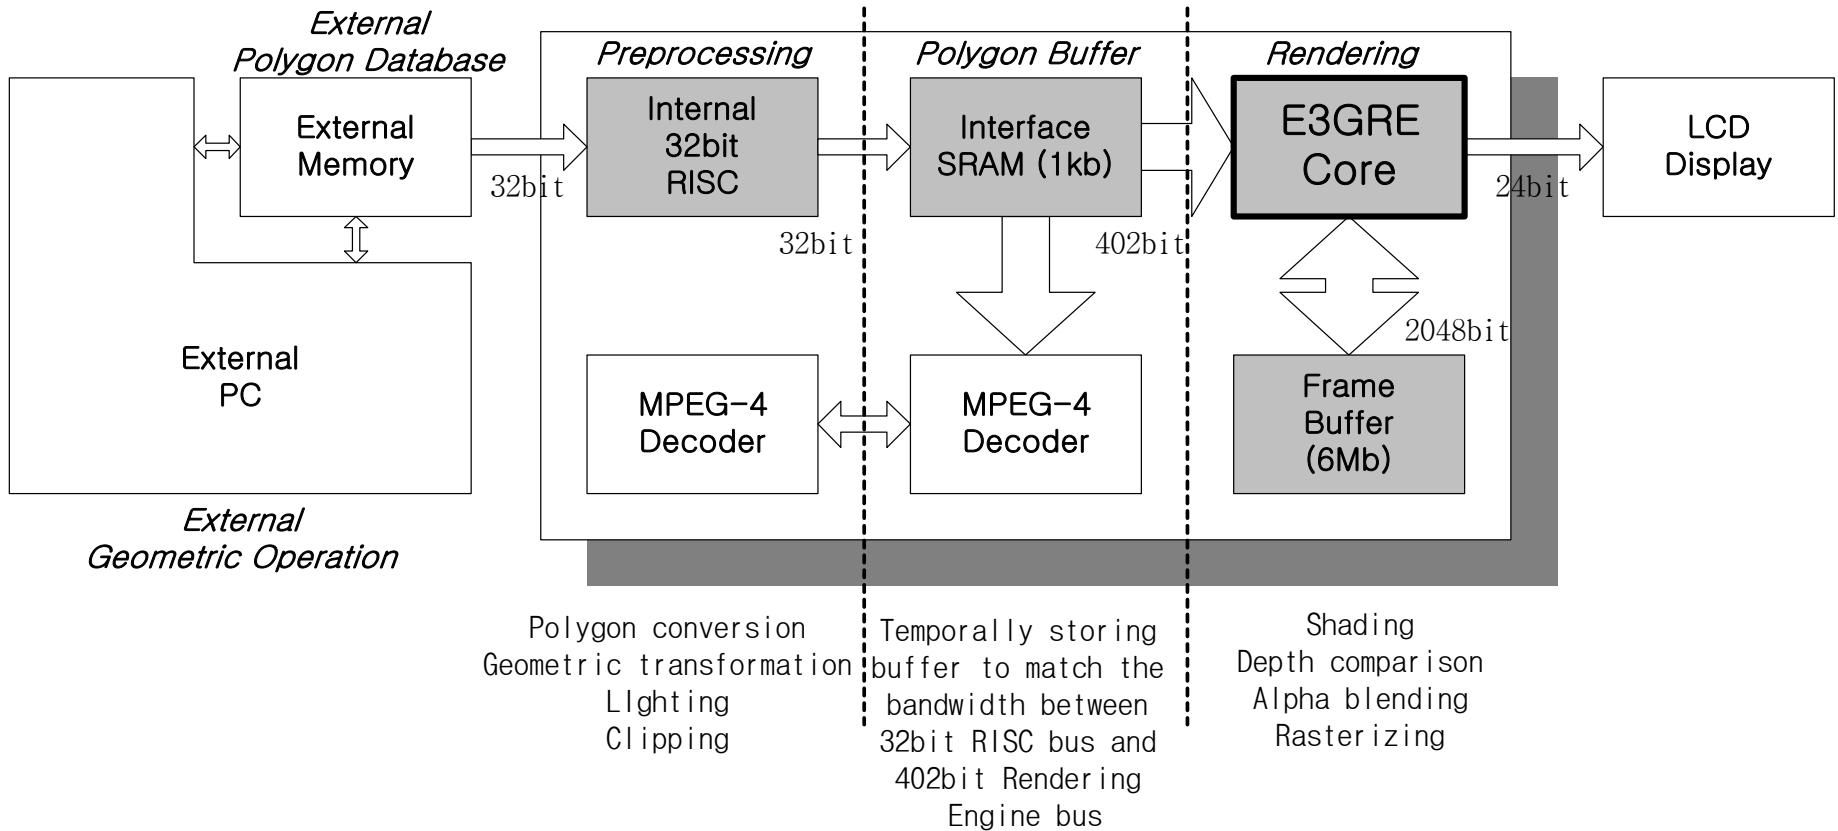 External
Polygon Database
Preprocessing
Polygon Buffer
Rendering
External
Memory
Internal
32bit
RISC
Interface
SRAM (1kb)
E3GRE
Core
LCD
Display
32bit
32bit
402bit
24bit
2048bit
External
PC
MPEG-4
Decoder
MPEG-4
Decoder
Frame
Buffer
(6Mb)
External
Geometric Operation
Polygon conversion
Geometric transformation
LIghting
Clipping
Temporally storing
buffer to match the
bandwidth between
32bit RISC bus and
402bit Rendering
Engine bus
Shading
Depth comparison
Alpha blending
Rasterizing